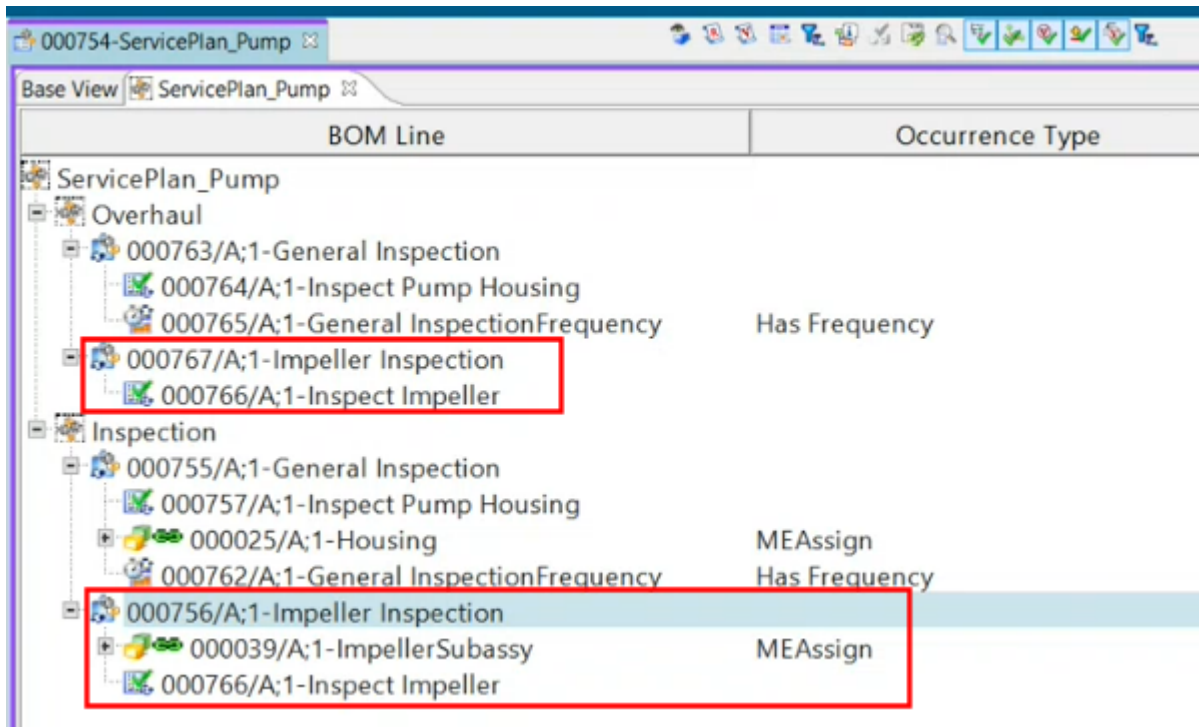 000754-ServicePlan_Pump
Base View ServicePlan_Pump
BOM Line Occurrence Type
ServicePlan_Pump
Overhaul
000763/A;1-General Inspection
000764/A;1-Inspect Pump Housing
000765/A;1-General InspectionFrequency Has Frequency
000767/A;1-Impeller Inspection
000766/A;1-Inspect Impeller
Inspection
000755/A;1-General Inspection
000757/A;1-Inspect Pump Housing
000025/A;1-Housing MEAssign
000762/A;1-General InspectionFrequency Has Frequency
000756/A;1-Impeller Inspection
000039/A;1-ImpellerSubassy MEAssign
000766/A;1-Inspect Impeller